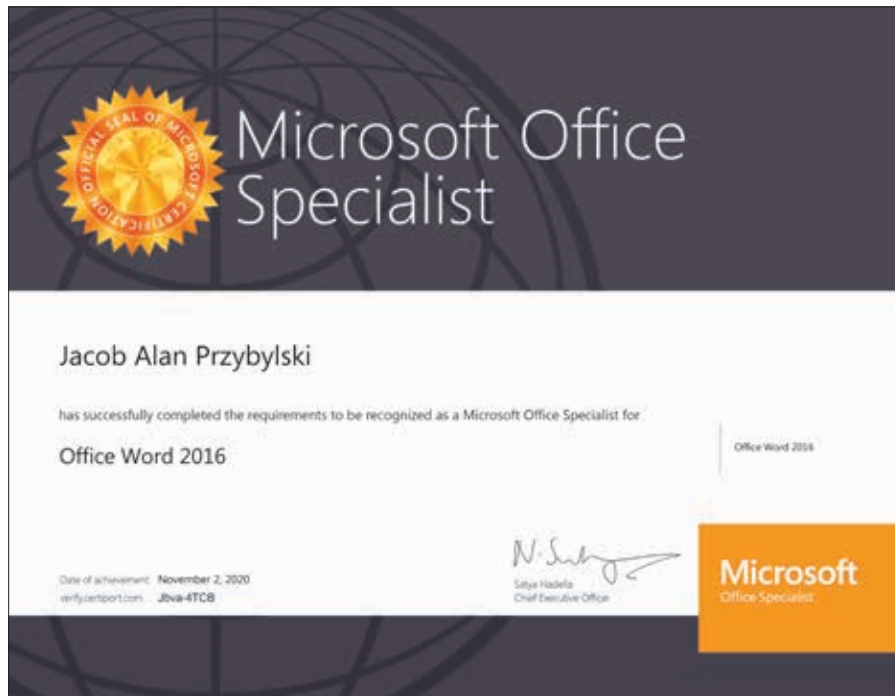 OFFICIAL SEAL OF MICROSOFT CERTIFICATION
Microsoft Office
Specialist
Jacob Alan Przybylski
has successfully completed the requirements to be recognized as a Microsoft Office Specialist for
Office Word 2016
Office Word 2016
Date of achievement: November 2, 2020
verify.certiport.com Jbva-4TCB
Satya Nadella
Chief Executive Officer
Microsoft
Office Specialist